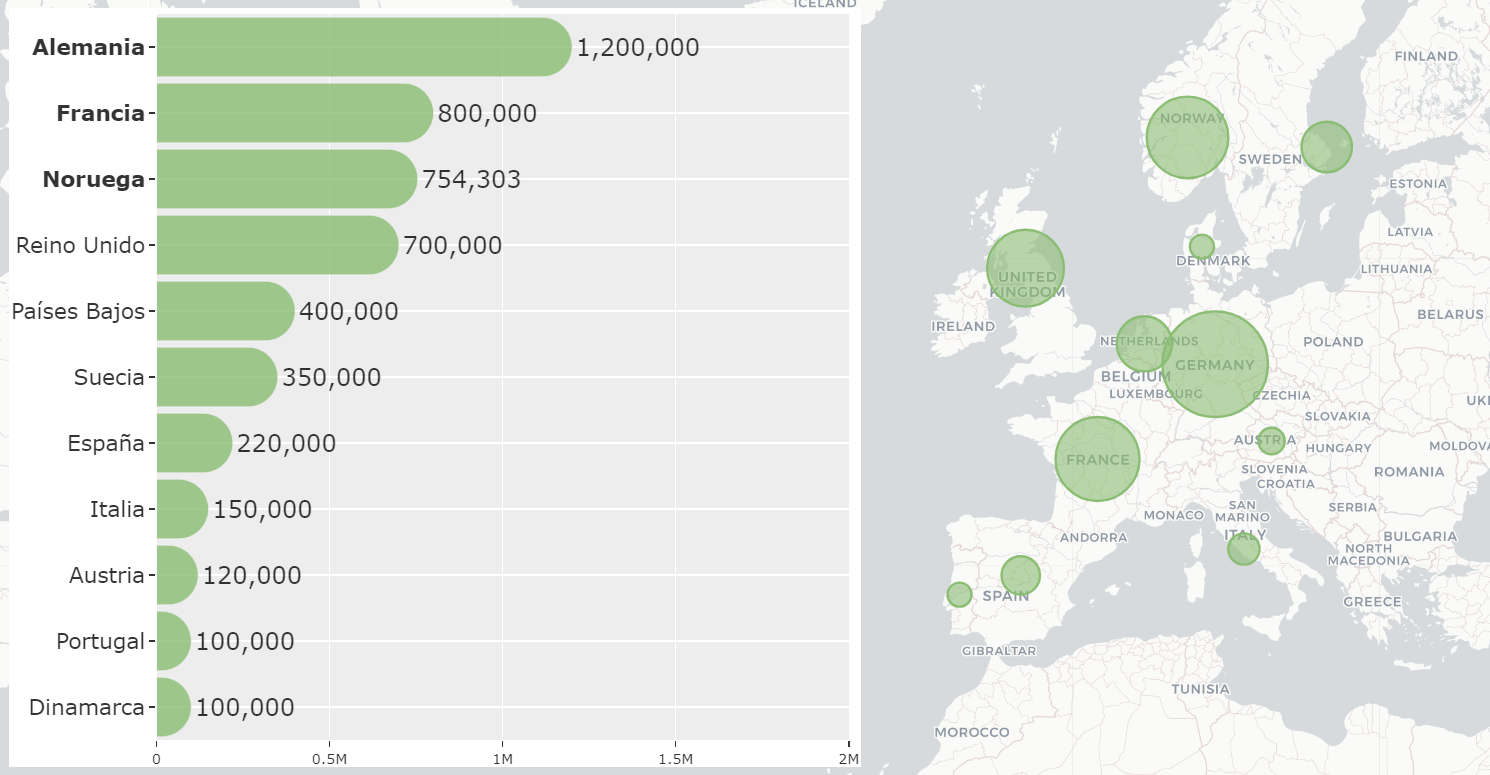 Alemania
1,200,000
Francia
800,000
Noruega
754,303
Reino Unido
700,000
Países Bajos
400,000
Suecia
350,000
España
220,000
Italia
150,000
Austria
120,000
Portugal
100,000
Dinamarca
100,000
0
0.5M
1M
1.5M
2M
ICELAND
FINLAND
NORWAY
SWEDEN
ESTONIA
LATVIA
DENMARK
LITHUANIA
UNITED
KINGDOM
BELARUS
IRELAND
NETHERLANDS
POLAND
GERMANY
BELGIUM
LUXEMBOURG
CZECHIA
UKR
SLOVAKIA
AUSTRIA
HUNGARY
MOLDOVA
FRANCE
SLOVENIA
ROMANIA
CROATIA
SAN
MARINO
SERBIA
MONACO
ANDORRA
ITALY
BULGARIA
NORTH
MACEDONIA
SPAIN
GREECE
GIBRALTAR
TUNISIA
MOROCCO